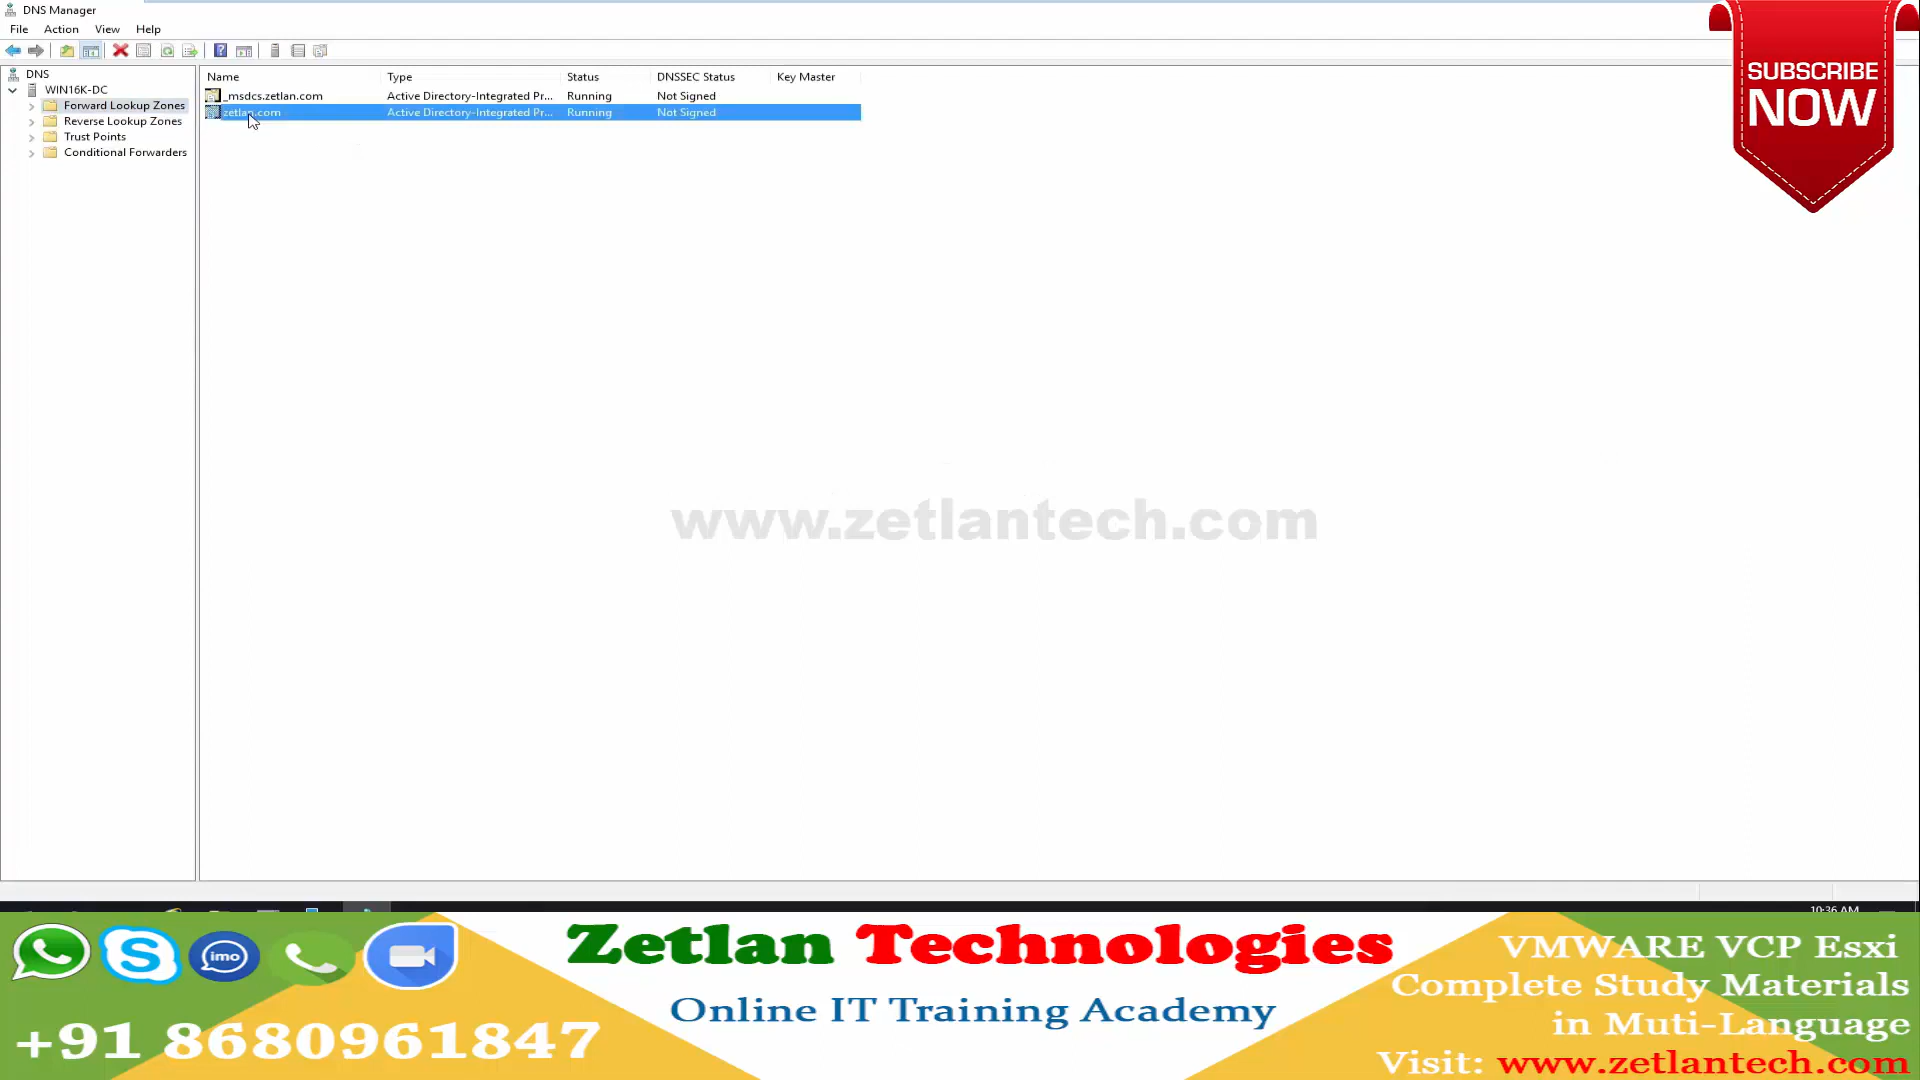 DNS Manager
File Action View Help
DNS
WIN16K-DC
Forward Lookup Zones
Reverse Lookup Zones
Trust Points
Conditional Forwarders
Name Type Status DNSSEC Status Key Master
_msdcs.zetlan.com Active Directory-Integrated Pr... Running Not Signed
zetlan.com Active Directory-Integrated Pr... Running Not Signed
SUBSCRIBE
NOW
www.zetlantech.com
10:36 AM
S
imo
+91 8680961847
Zetlan Technologies
Online IT Training Academy
VMWARE VCP Esxi
Complete Study Materials
in Muti-Language
Visit: www.zetlantech.com